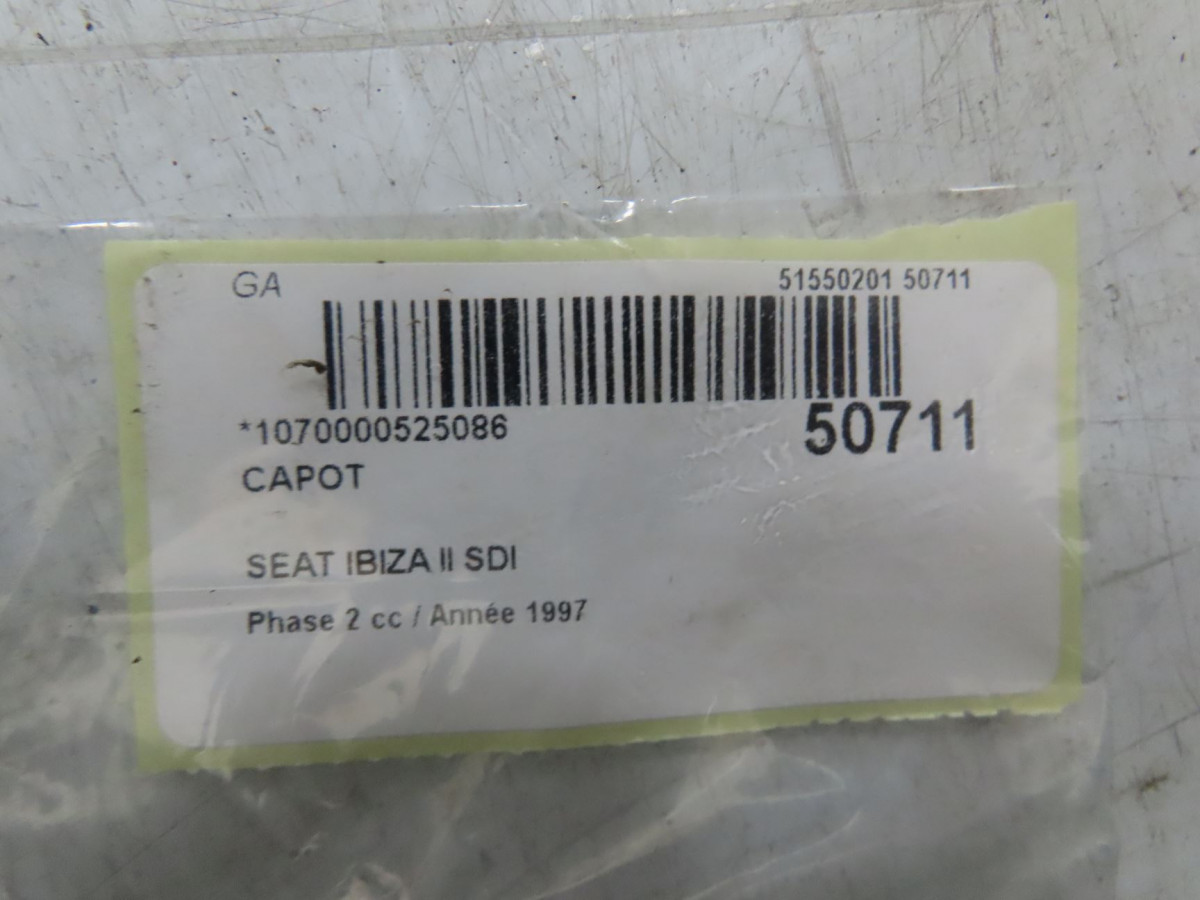 GA 51550201 50711
*1070000525086 50711
CAPOT
SEAT IBIZA II SDI
Phase 2 cc / Année 1997